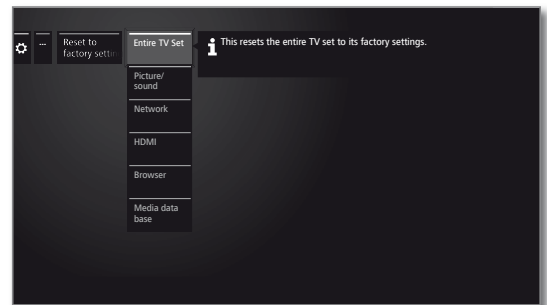 ...
Reset to
factory settin
Entire TV Set
Picture/
sound
Network
HDMI
Browser
Media data
base
This resets the entire TV set to its factory settings.